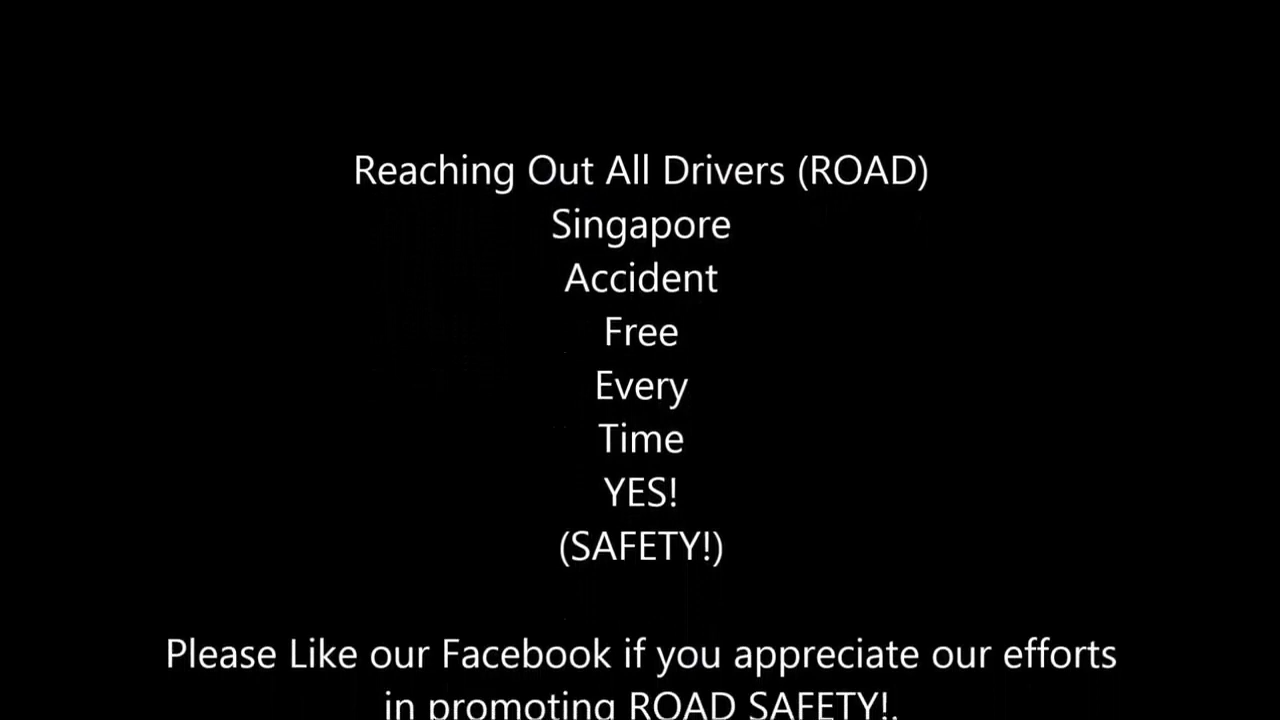 Reaching Out All Drivers (ROAD)
Singapore
Accident
Free
Every
Time
YES!
(SAFETY!)
Please Like our Facebook if you appreciate our efforts
in promoting ROAD SAFETY!.